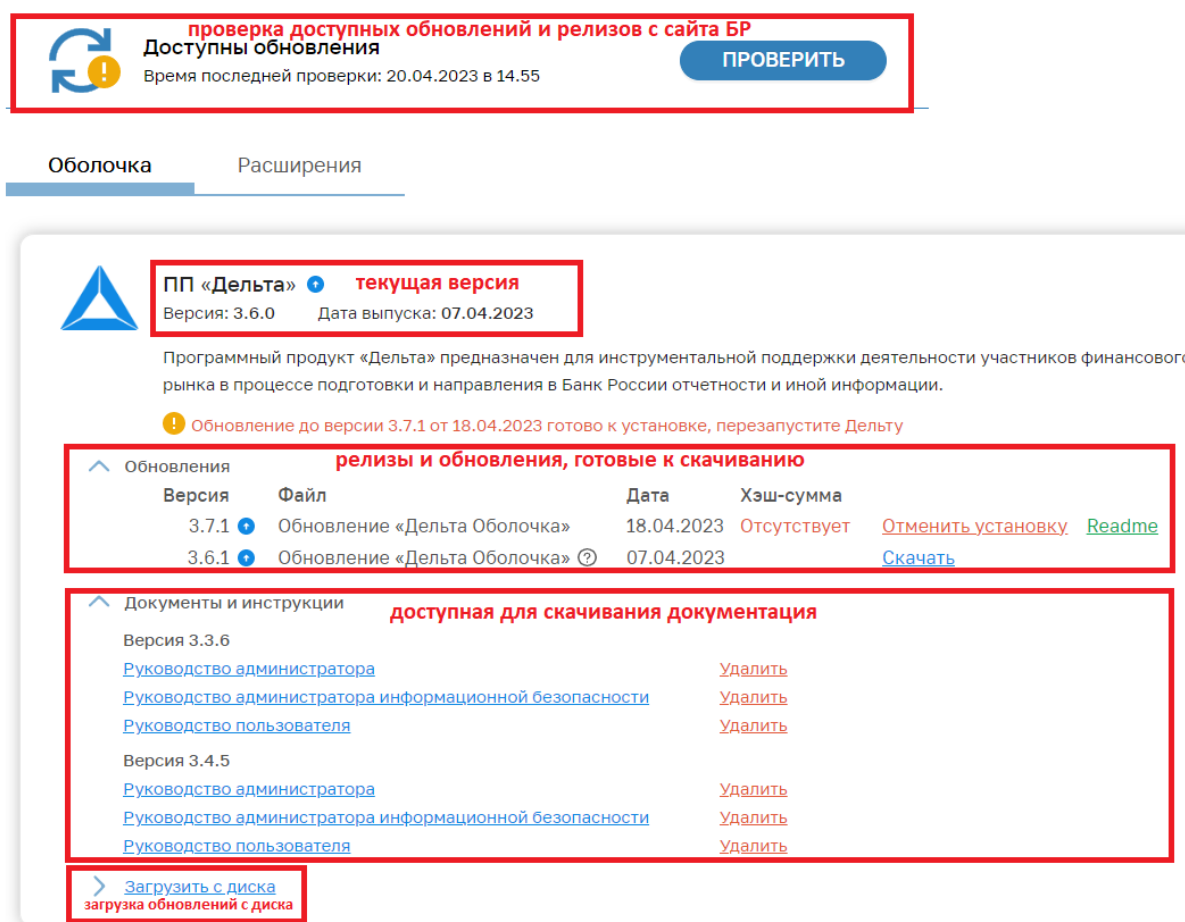 проверка доступных обновлений и релизов с сайта БР
Доступны обновления
Время последней проверки: 20.04.2023 в 14.55
ПРОВЕРИТЬ
Оболочка Расширения
ПП «Дельта» текущая версия
Версия: 3.6.0 Дата выпуска: 07.04.2023
Программный продукт «Дельта» предназначен для инструментальной поддержки деятельности участников финансового
рынка в процессе подготовки и направления в Банк России отчетности и иной информации.
! Обновление до версии 3.7.1 от 18.04.2023 готово к установке, перезапустите Дельту
релизы и обновления, готовые к скачиванию
Обновления
Версия Файл Дата Хэш-сумма
3.7.1 Обновление «Дельта Оболочка» 18.04.2023 Отсутствует Отменить установку Readme
3.6.1 Обновление «Дельта Оболочка» ? 07.04.2023 Скачать
Документы и инструкции
доступная для скачивания документация
Версия 3.3.6
Руководство администратора Удалить
Руководство администратора информационной безопасности Удалить
Руководство пользователя Удалить
Версия 3.4.5
Руководство администратора Удалить
Руководство администратора информационной безопасности Удалить
Руководство пользователя Удалить
Загрузить с диска
загрузка обновлений с диска